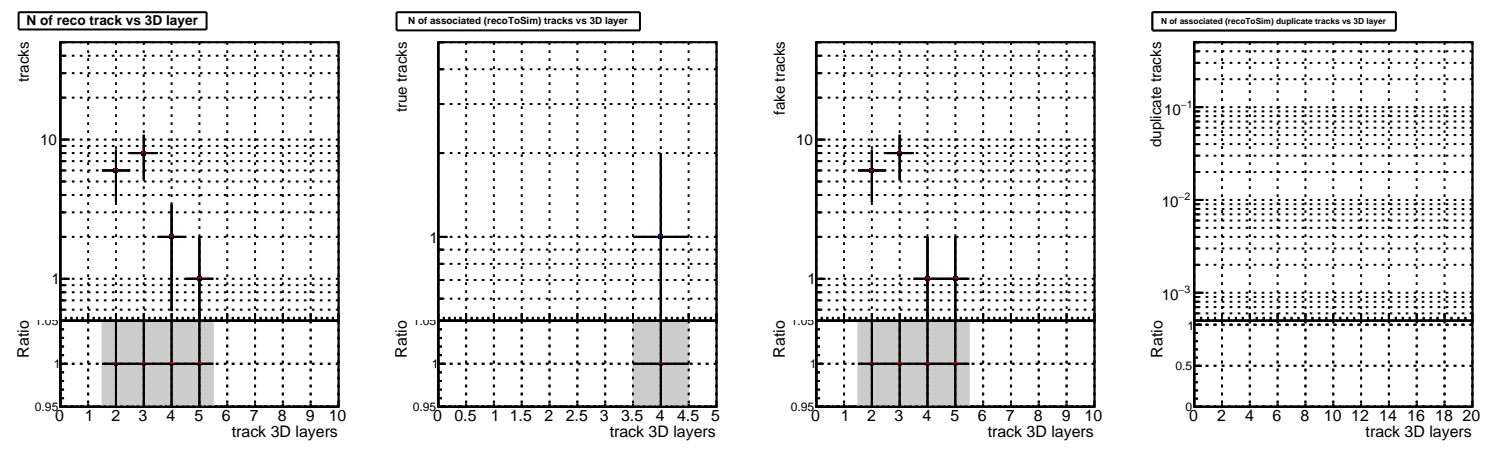 N of reco track vs 3D layer
tracks
10
1
Ratio
1.05
1
0.95
0 1 2 3 4 5 6 7 8 9 10
track 3D layers
N of associated (recoToSim) tracks vs 3D layer
true tracks
1
Ratio
1.05
1
0.95
0 0.5 1 1.5 2 2.5 3 3.5 4 4.5 5
track 3D layers
fake tracks
10
1
Ratio
1.05
1
0.95
0 1 2 3 4 5 6 7 8 9 10
track 3D layers
N of associated (recoToSim) duplicate tracks vs 3D layer
duplicate tracks
10⁻¹
10⁻²
10⁻³
Ratio
1
0.5
0
0 2 4 6 8 10 12 14 16 18 20
track 3D layers